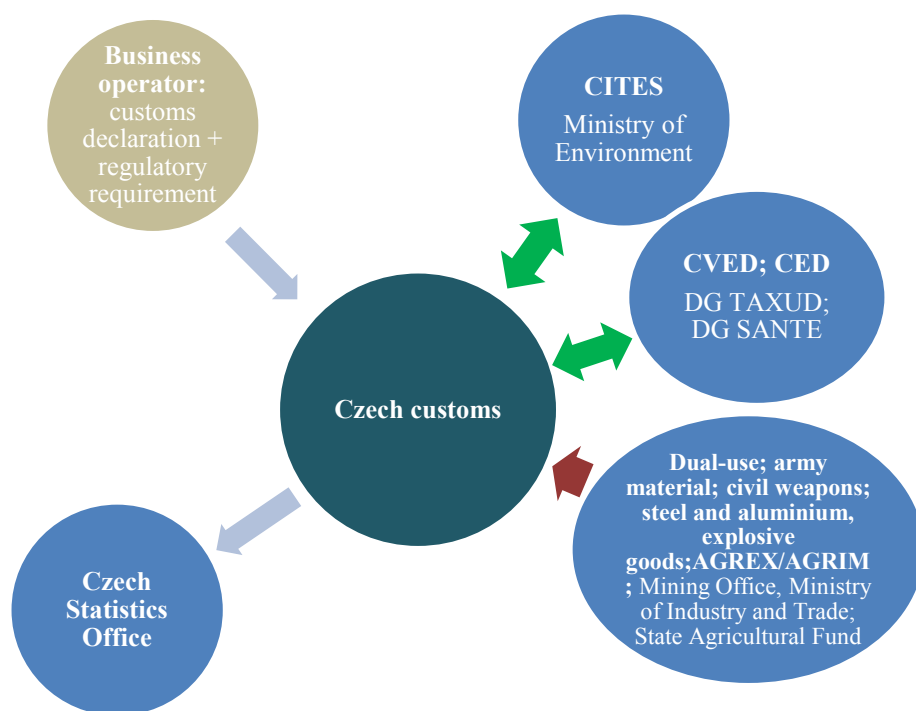 Business
operator:
customs
declaration +
regulatory
requirement
CITES
Ministry of
Environment
CVED; CED
DG TAXUD;
DG SANTE
Czech customs
Dual-use; army
material; civil weapons;
steel and aluminium,
explosive
goods;AGREX/AGRIM
; Mining Office, Ministry
of Industry and Trade;
State Agricultural Fund
Czech
Statistics
Office